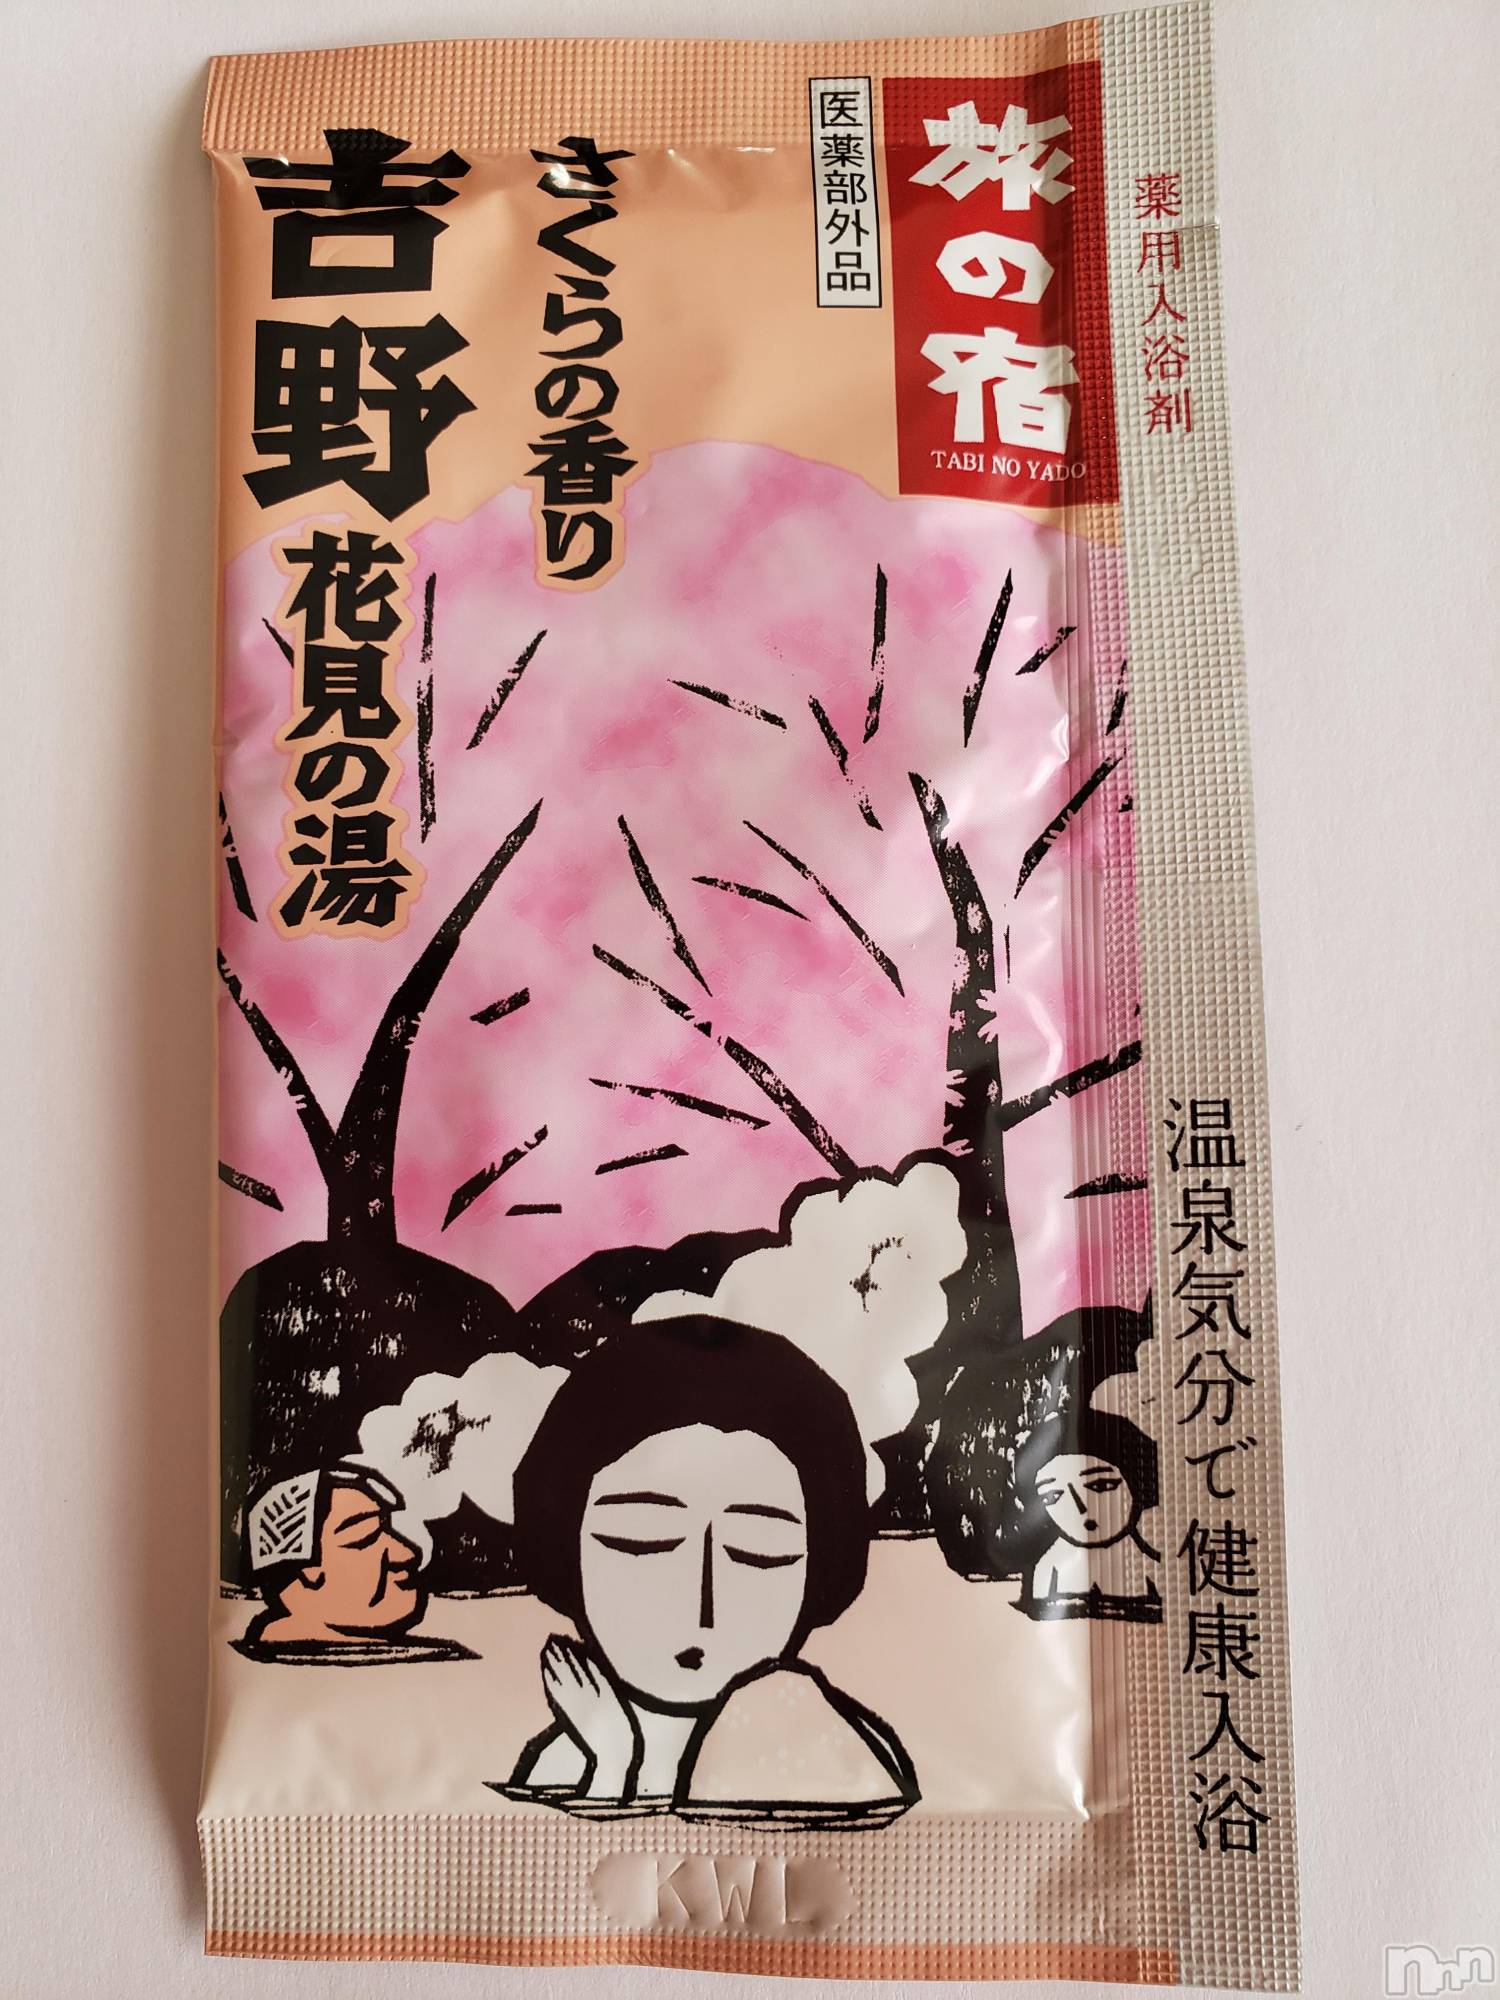 薬用入浴剤
温泉気分で健康入浴
旅の宿
TABI NO YADO
医薬部外品
さくらの香り
吉野
花見の湯
KWL
nnn